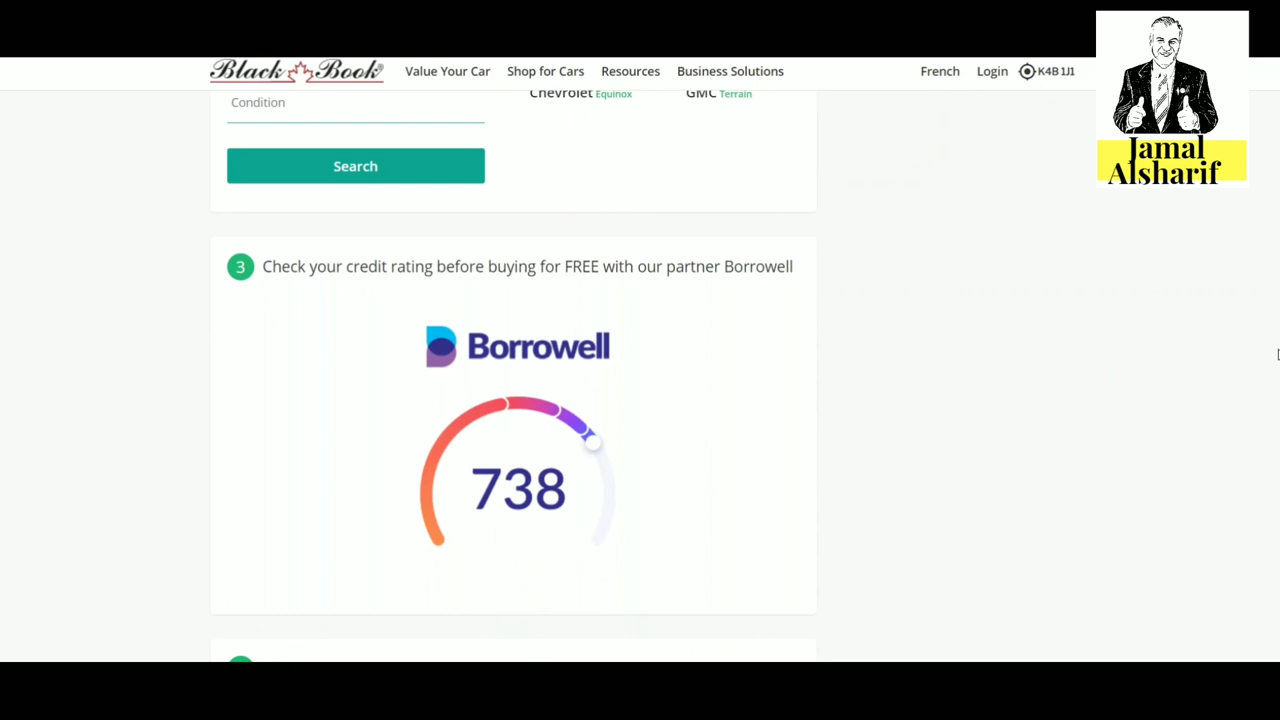 Black Book Value Your Car Shop for Cars Resources Business Solutions French Login K4B 1J1
Condition
Chevrolet Equinox GMC Terrain
Search
3 Check your credit rating before buying for FREE with our partner Borrowell
Borrowell
738
Jamal
Alsharif